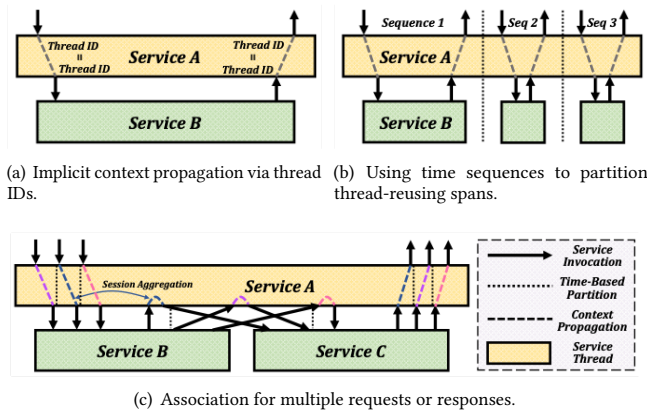 Sequence 1
Seq 2
Seq 3
Thread ID
=
Thread ID
Service A
Thread ID
=
Thread ID
Service B
Service A
Service B
(a) Implicit context propagation via thread
IDs.
(b) Using time sequences to partition
thread-reusing spans.
Session Aggregation
Service A
Service B
Service C
Service
Invocation
Time-Based
Partition
Context
Propagation
Service
Thread
(c) Association for multiple requests or responses.